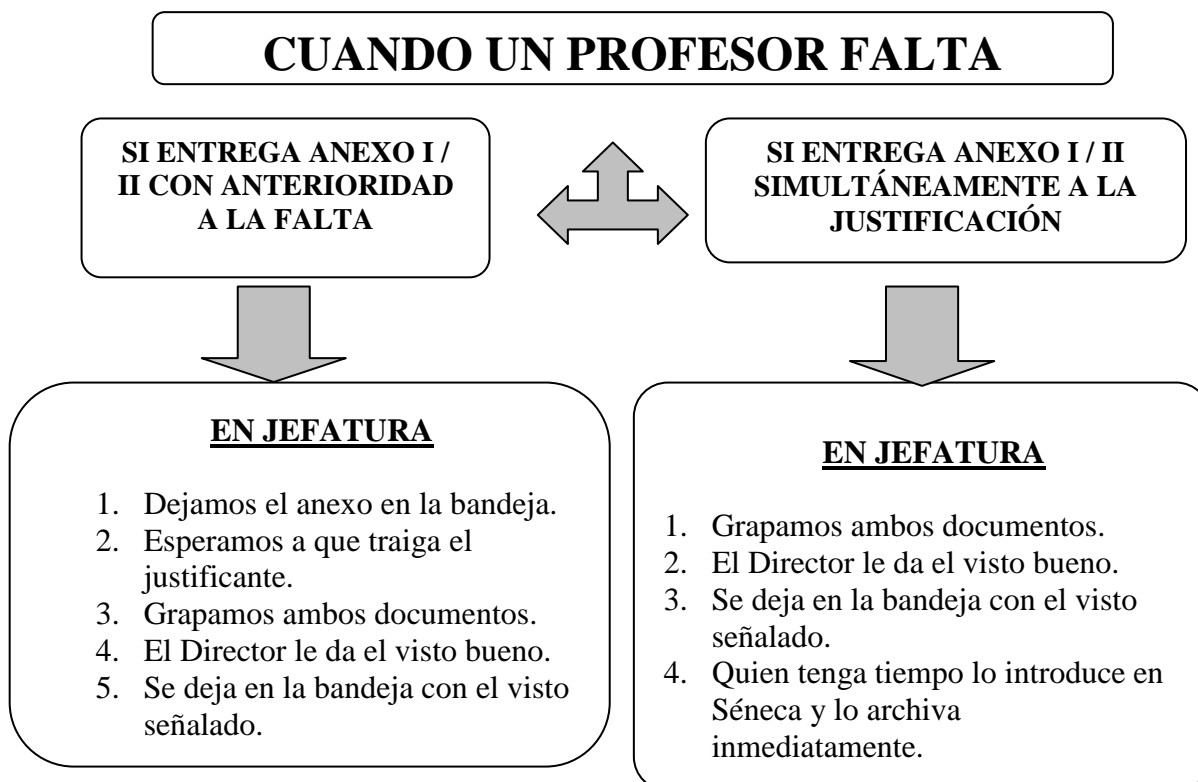 CUANDO UN PROFESOR FALTA
SI ENTREGA ANEXO I /
II CON ANTERIORIDAD
A LA FALTA
SI ENTREGA ANEXO I / II
SIMULTÁNEAMENTE A LA
JUSTIFICACIÓN
EN JEFATURA
1. Dejamos el anexo en la bandeja.
2. Esperamos a que traiga el
justificante.
3. Grapamos ambos documentos.
4. El Director le da el visto bueno.
5. Se deja en la bandeja con el visto
señalado.
EN JEFATURA
1. Grapamos ambos documentos.
2. El Director le da el visto bueno.
3. Se deja en la bandeja con el visto
señalado.
4. Quien tenga tiempo lo introduce en
Séneca y lo archiva
inmediatamente.